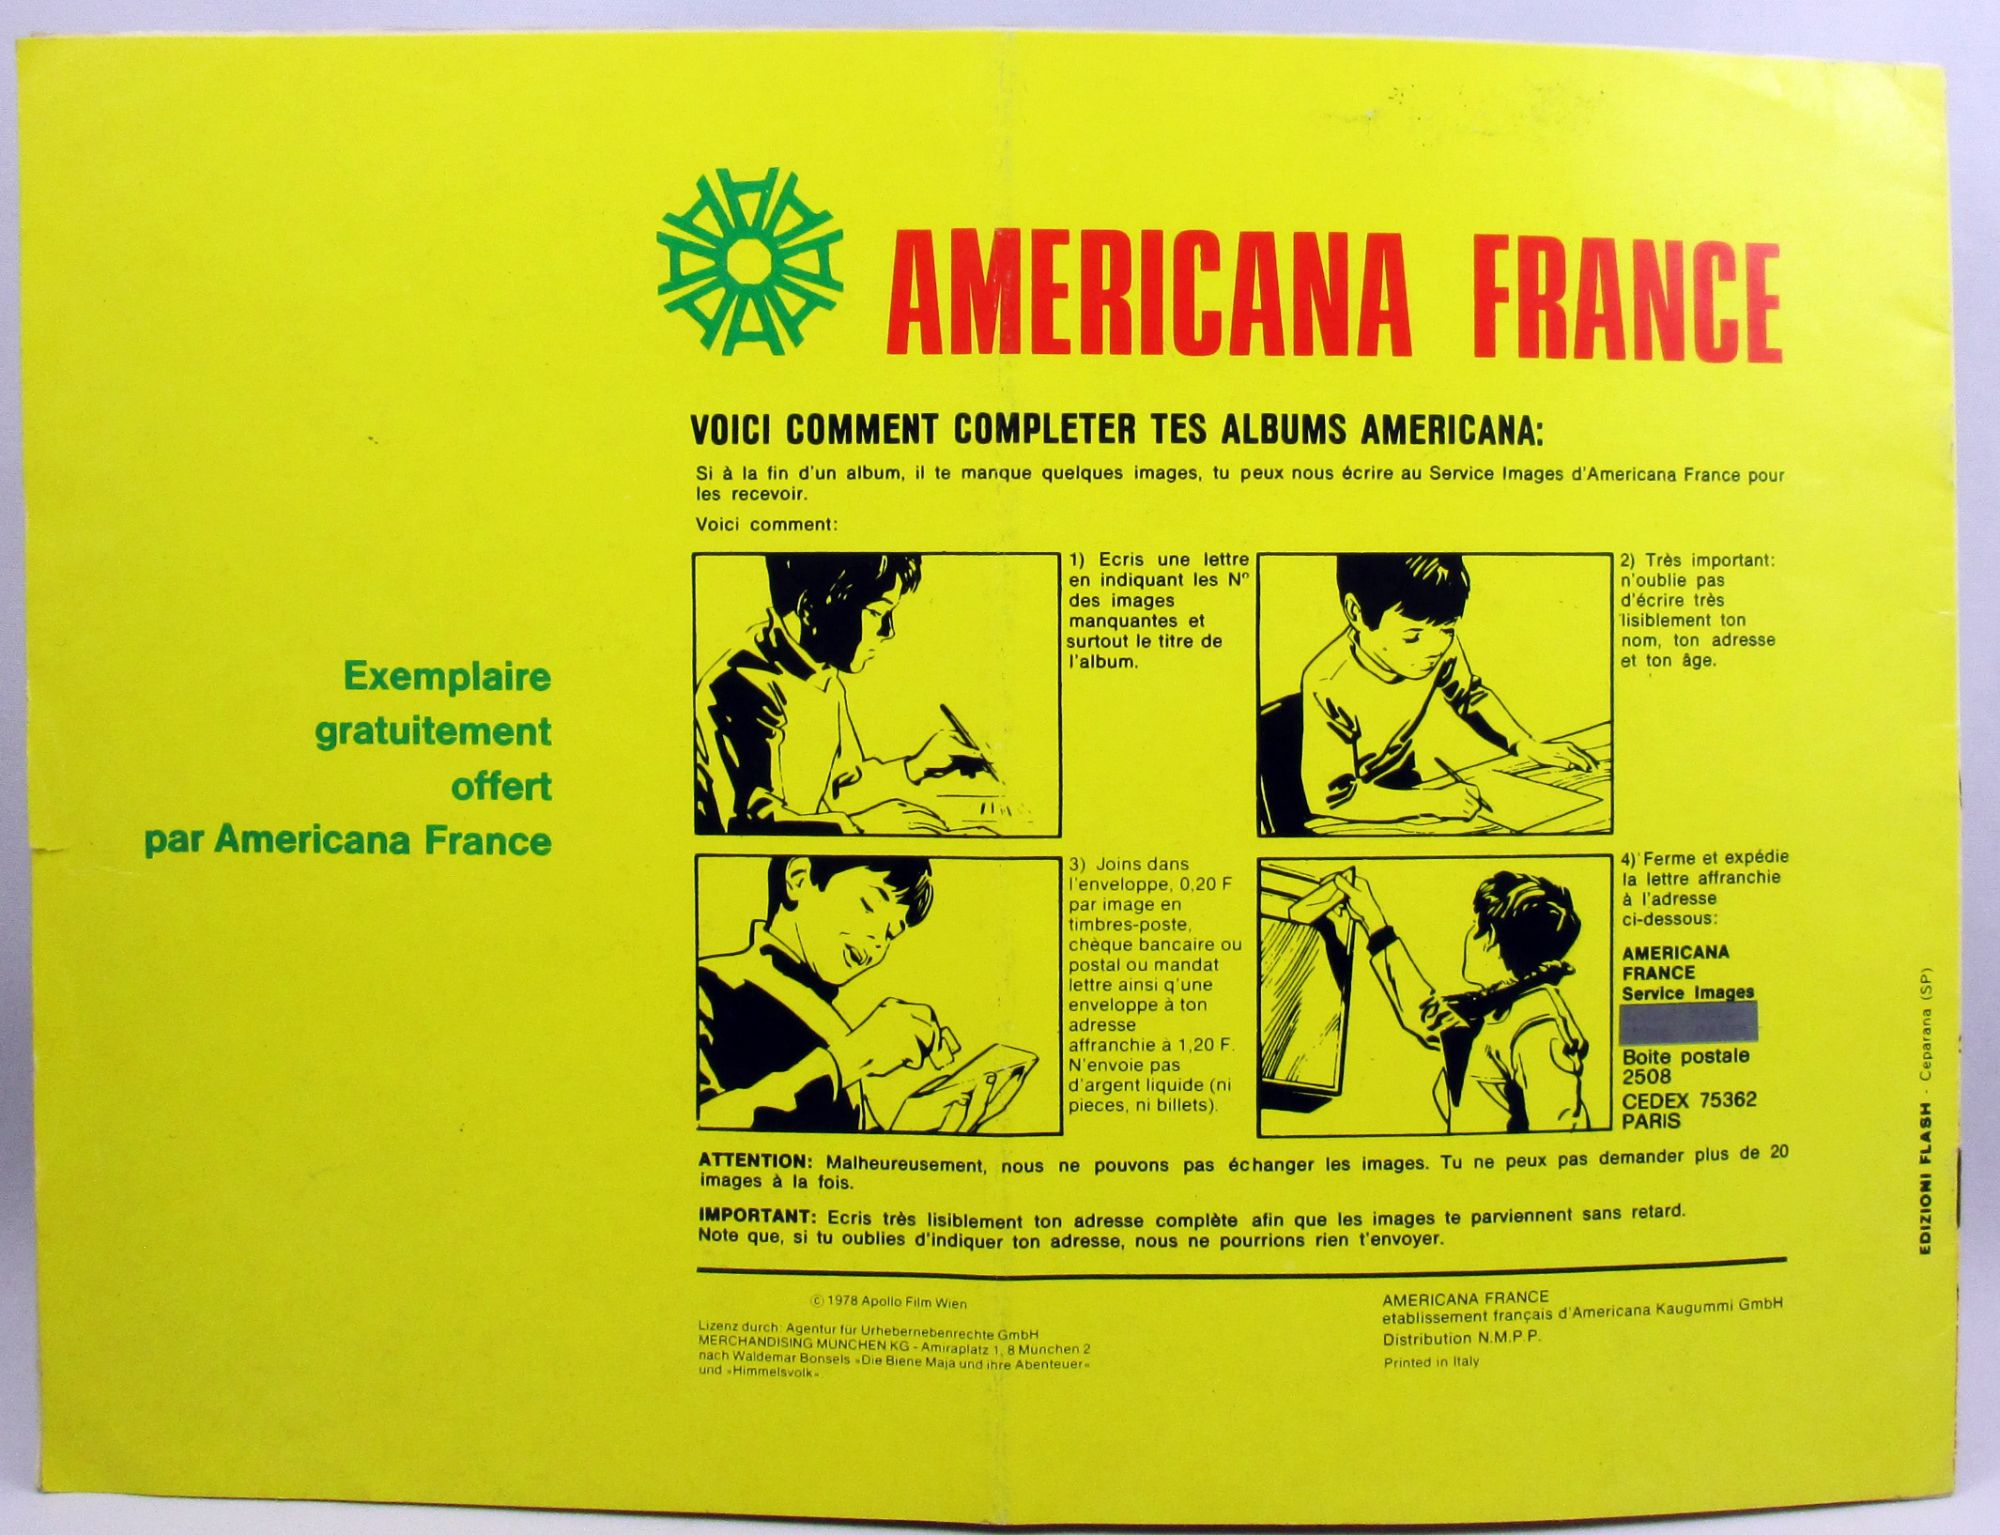 AMERICANA FRANCE
VOICI COMMENT COMPLETER TES ALBUMS AMERICANA:
Si à la fin d'un album, il te manque quelques images, tu peux nous écrire au Service Images d'Americana France pour
les recevoir.
Voici comment:
1) Ecris une lettre
en indiquant les Nº
des images
manquantes et
surtout le titre de
l'album.
2) Très important:
n'oublie pas
d'écrire très
lisiblement ton
nom, ton adresse
et ton âge.
3) Joins dans
l'enveloppe, 0,20 F
par image en
timbres-poste,
chèque bancaire ou
postal ou mandat
lettre ainsi q'une
enveloppe à ton
adresse
affranchie à 1,20 F.
N'envoie pas
d'argent liquide (ni
pieces, ni billets).
4) Ferme et expédie
la lettre affranchie
à l'adresse
ci-dessous:
AMERICANA
FRANCE
Service Images
Boite postale
2508
CEDEX 75362
PARIS
ATTENTION: Malheureusement, nous ne pouvons pas échanger les images. Tu ne peux pas demander plus de 20
images à la fois.
IMPORTANT: Ecris très lisiblement ton adresse complète afin que les images te parviennent sans retard.
Note que, si tu oublies d'indiquer ton adresse, nous ne pourrions rien t'envoyer.
© 1978 Apollo Film Wien
Lizenz durch: Agentur für Urhebernebenrechte GmbH
MERCHANDISING MÜNCHEN KG - Amiraplatz 1, 8 München 2
nach Waldemar Bonsels »Die Biene Maja und ihre Abenteuer«
und »Himmelsvolk«.
AMERICANA FRANCE
etablissement français d'Americana Kaugummi GmbH
Distribution N.M.P.P.
Printed in Italy
Exemplaire
gratuitement
offert
par Americana France
EDIZIONI FLASH - Ceparana (SP)